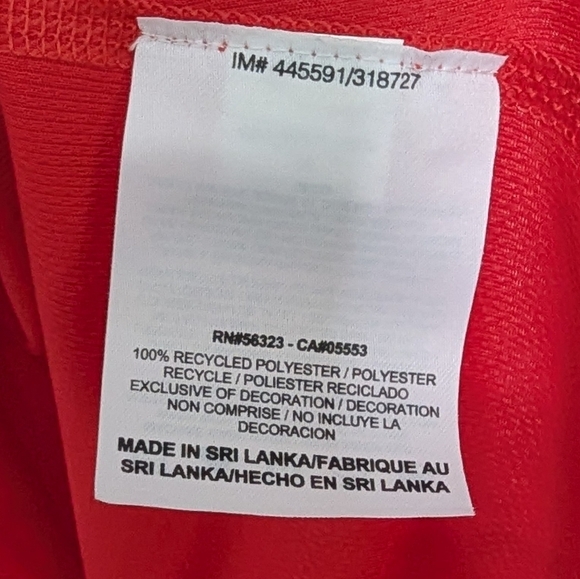 IM# 445591/318727
RN#56323 - CA#05553
100% RECYCLED POLYESTER / POLYESTER
RECYCLE / POLIESTER RECICLADO
EXCLUSIVE OF DECORATION / DECORATION
NON COMPRISE / NO INCLUYE LA
DECORACION
MADE IN SRI LANKA/FABRIQUE AU
SRI LANKA/HECHO EN SRI LANKA